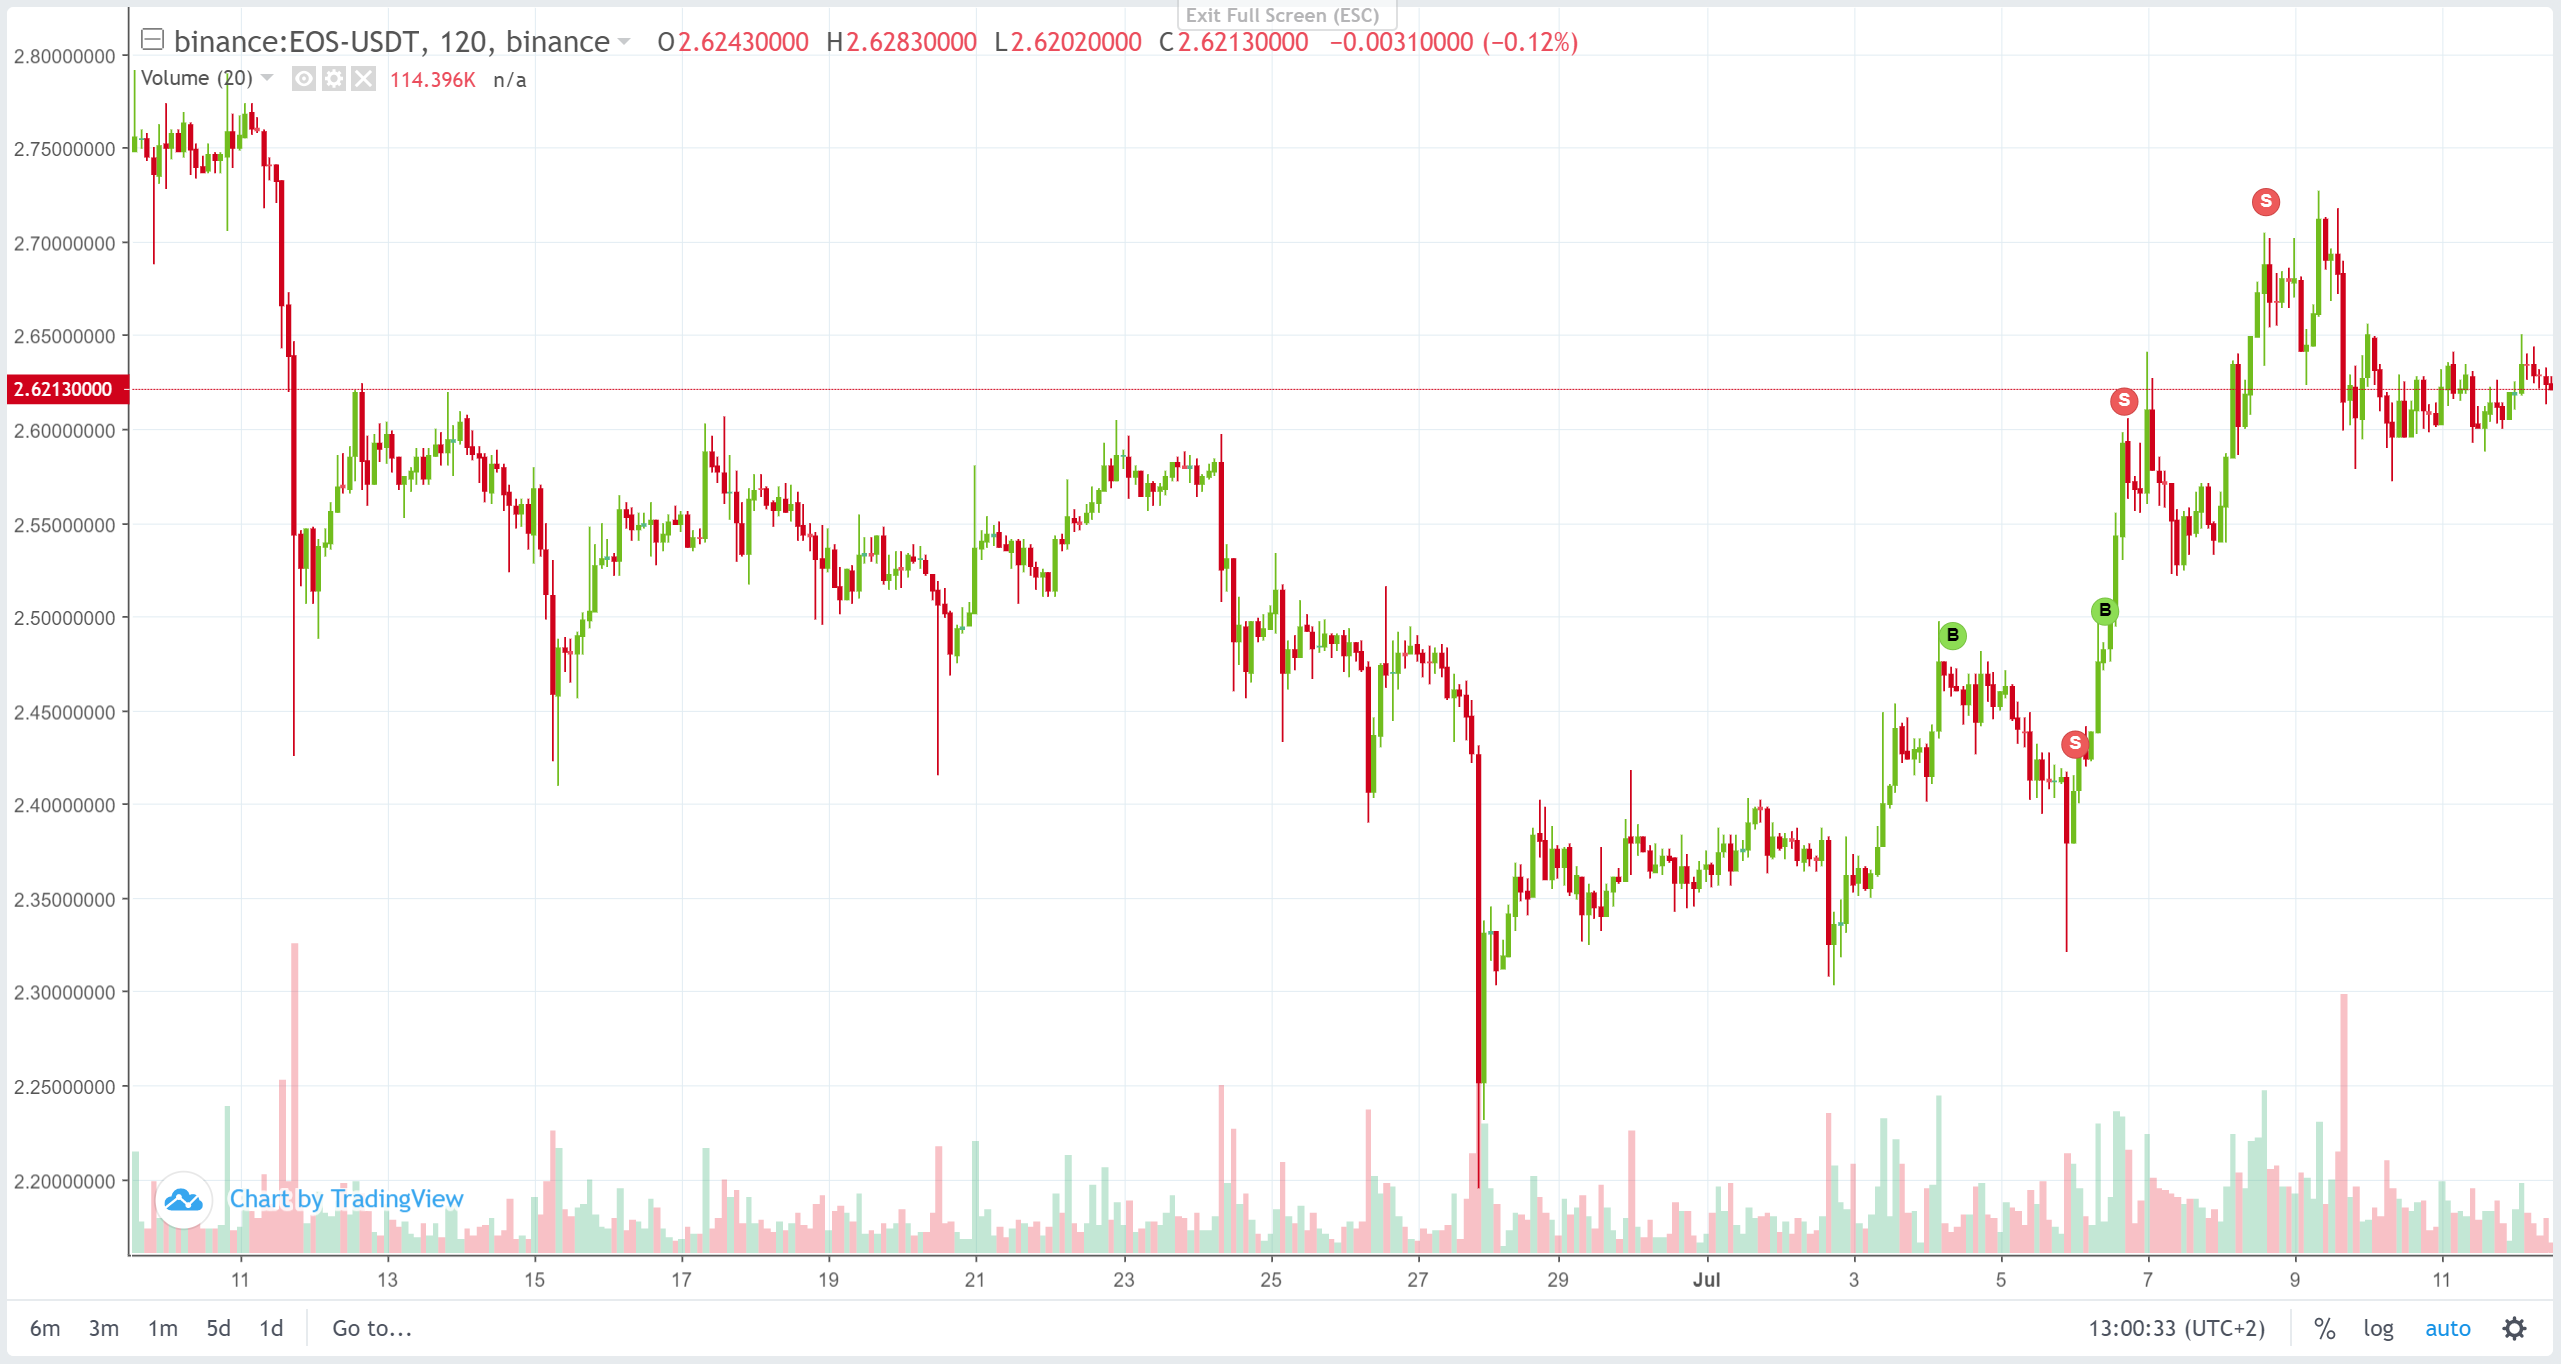 Exit Full Screen (ESC)
binance:EOS-USDT, 120, binance O2.62430000 H2.62830000 L2.62020000 C2.62130000 −0.00310000 (−0.12%)
Volume (20) 114.396K n/a
2.80000000
2.75000000
2.70000000
2.65000000
2.62130000
2.60000000
2.55000000
2.50000000
2.45000000
2.40000000
2.35000000
2.30000000
2.25000000
2.20000000
S
S
B
B
S
Chart by TradingView
11 13 15 17 19 21 23 25 27 29 Jul 3 5 7 9 11
6m 3m 1m 5d 1d Go to... 13:00:33 (UTC+2) % log auto